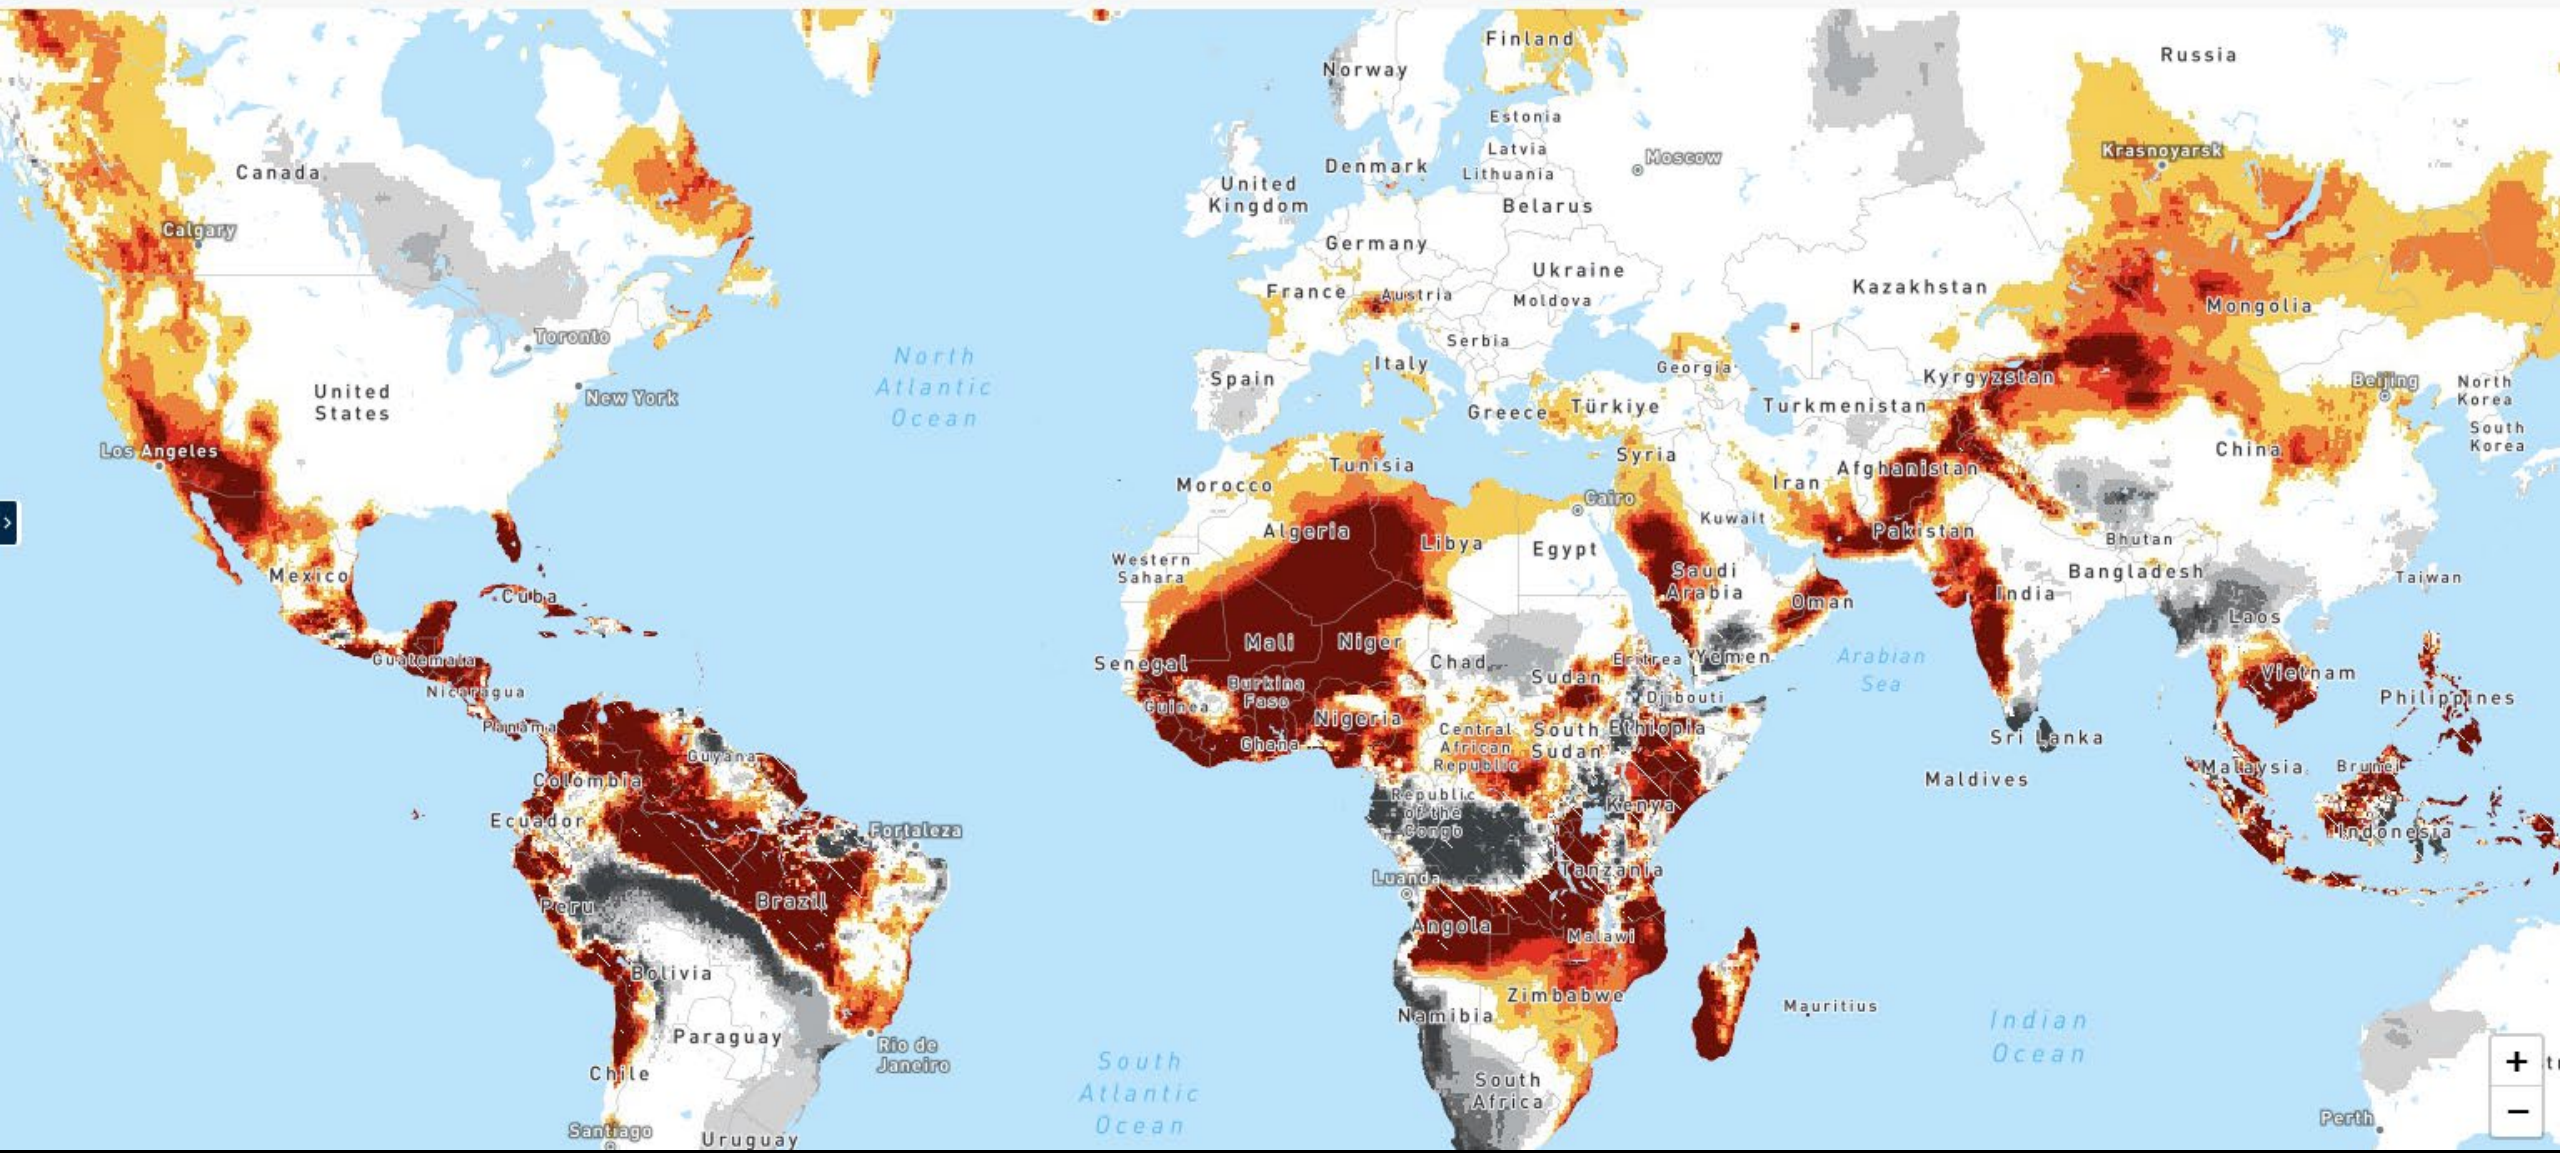 Finland
Russia
Norway
Estonia
Krasnoyarsk
Latvia
Moscow
Denmark
Lithuania
Canada
United
Kingdom
Belarus
Calgary
Germany
Ukraine
Kazakhstan
France
Austria
Moldova
Mongolia
Toronto
Serbia
North
Atlantic
Ocean
Italy
Georgia
Spain
Kyrgyzstan
Beijing
North
Korea
United
States
New York
Greece
Türkiye
Turkmenistan
South
Korea
Los Angeles
Tunisia
Syria
Afghanistan
China
Morocco
Cairo
Iran
Algeria
Libya
Egypt
Kuwait
Pakistan
Bhutan
Western
Sahara
Mexico
Saudi
Arabia
Bangladesh
Taiwan
Cuba
Oman
India
Laos
Mali
Niger
Guatemala
Senegal
Chad
Eritrea
Yemen
Arabian
Sea
Nicaragua
Burkina
Faso
Sudan
Djibouti
Vietnam
Philippines
Guinea
Nigeria
Panama
Central
African
Republic
South
Sudan
Ethiopia
Ghana
Sri Lanka
Guyana
Colombia
Maldives
Malaysia
Brunei
Republic
of the
Congo
Kenya
Ecuador
Fortaleza
Indonesia
Luanda
Tanzania
Peru
Brazil
Angola
Malawi
Bolivia
Zimbabwe
Namibia
Mauritius
Indian
Ocean
Paraguay
Rio de
Janeiro
South
Atlantic
Ocean
Chile
South
Africa
Santiago
Uruguay
Perth
+
−